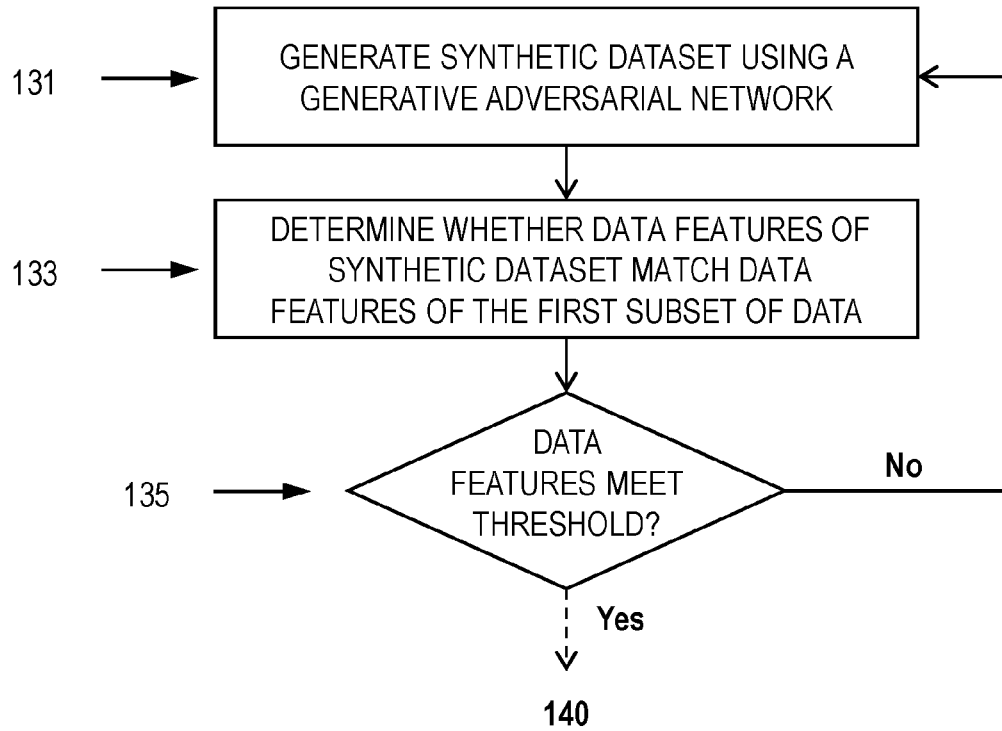 131
GENERATE SYNTHETIC DATASET USING A
GENERATIVE ADVERSARIAL NETWORK
133
DETERMINE WHETHER DATA FEATURES OF
SYNTHETIC DATASET MATCH DATA
FEATURES OF THE FIRST SUBSET OF DATA
135
DATA
FEATURES MEET
THRESHOLD?
No
Yes
140